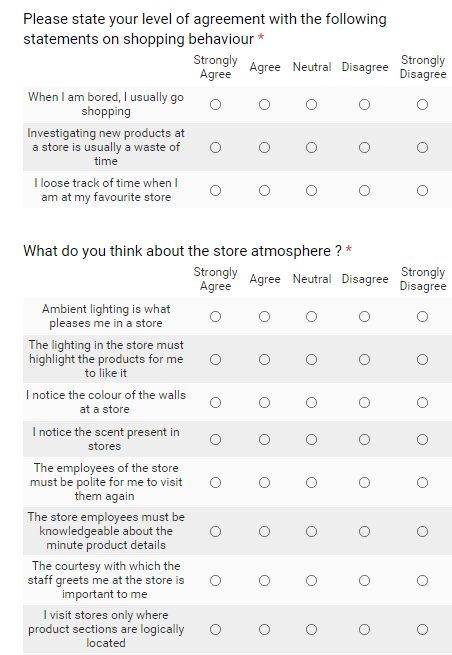 Please state your level of agreement with the following
statements on shopping behaviour *
Strongly Agree Agree Neutral Disagree Strongly Disagree
When I am bored, I usually go
shopping
Investigating new products at
a store is usually a waste of
time
I loose track of time when I
am at my favourite store
What do you think about the store atmosphere ? *
Strongly Agree Agree Neutral Disagree Strongly Disagree
Ambient lighting is what
pleases me in a store
The lighting in the store must
highlight the products for me
to like it
I notice the colour of the walls
at a store
I notice the scent present in
stores
The employees of the store
must be polite for me to visit
them again
The store employees must be
knowledgeable about the
minute product details
The courtesy with which the
staff greets me at the store is
important to me
I visit stores only where
product sections are logically
located